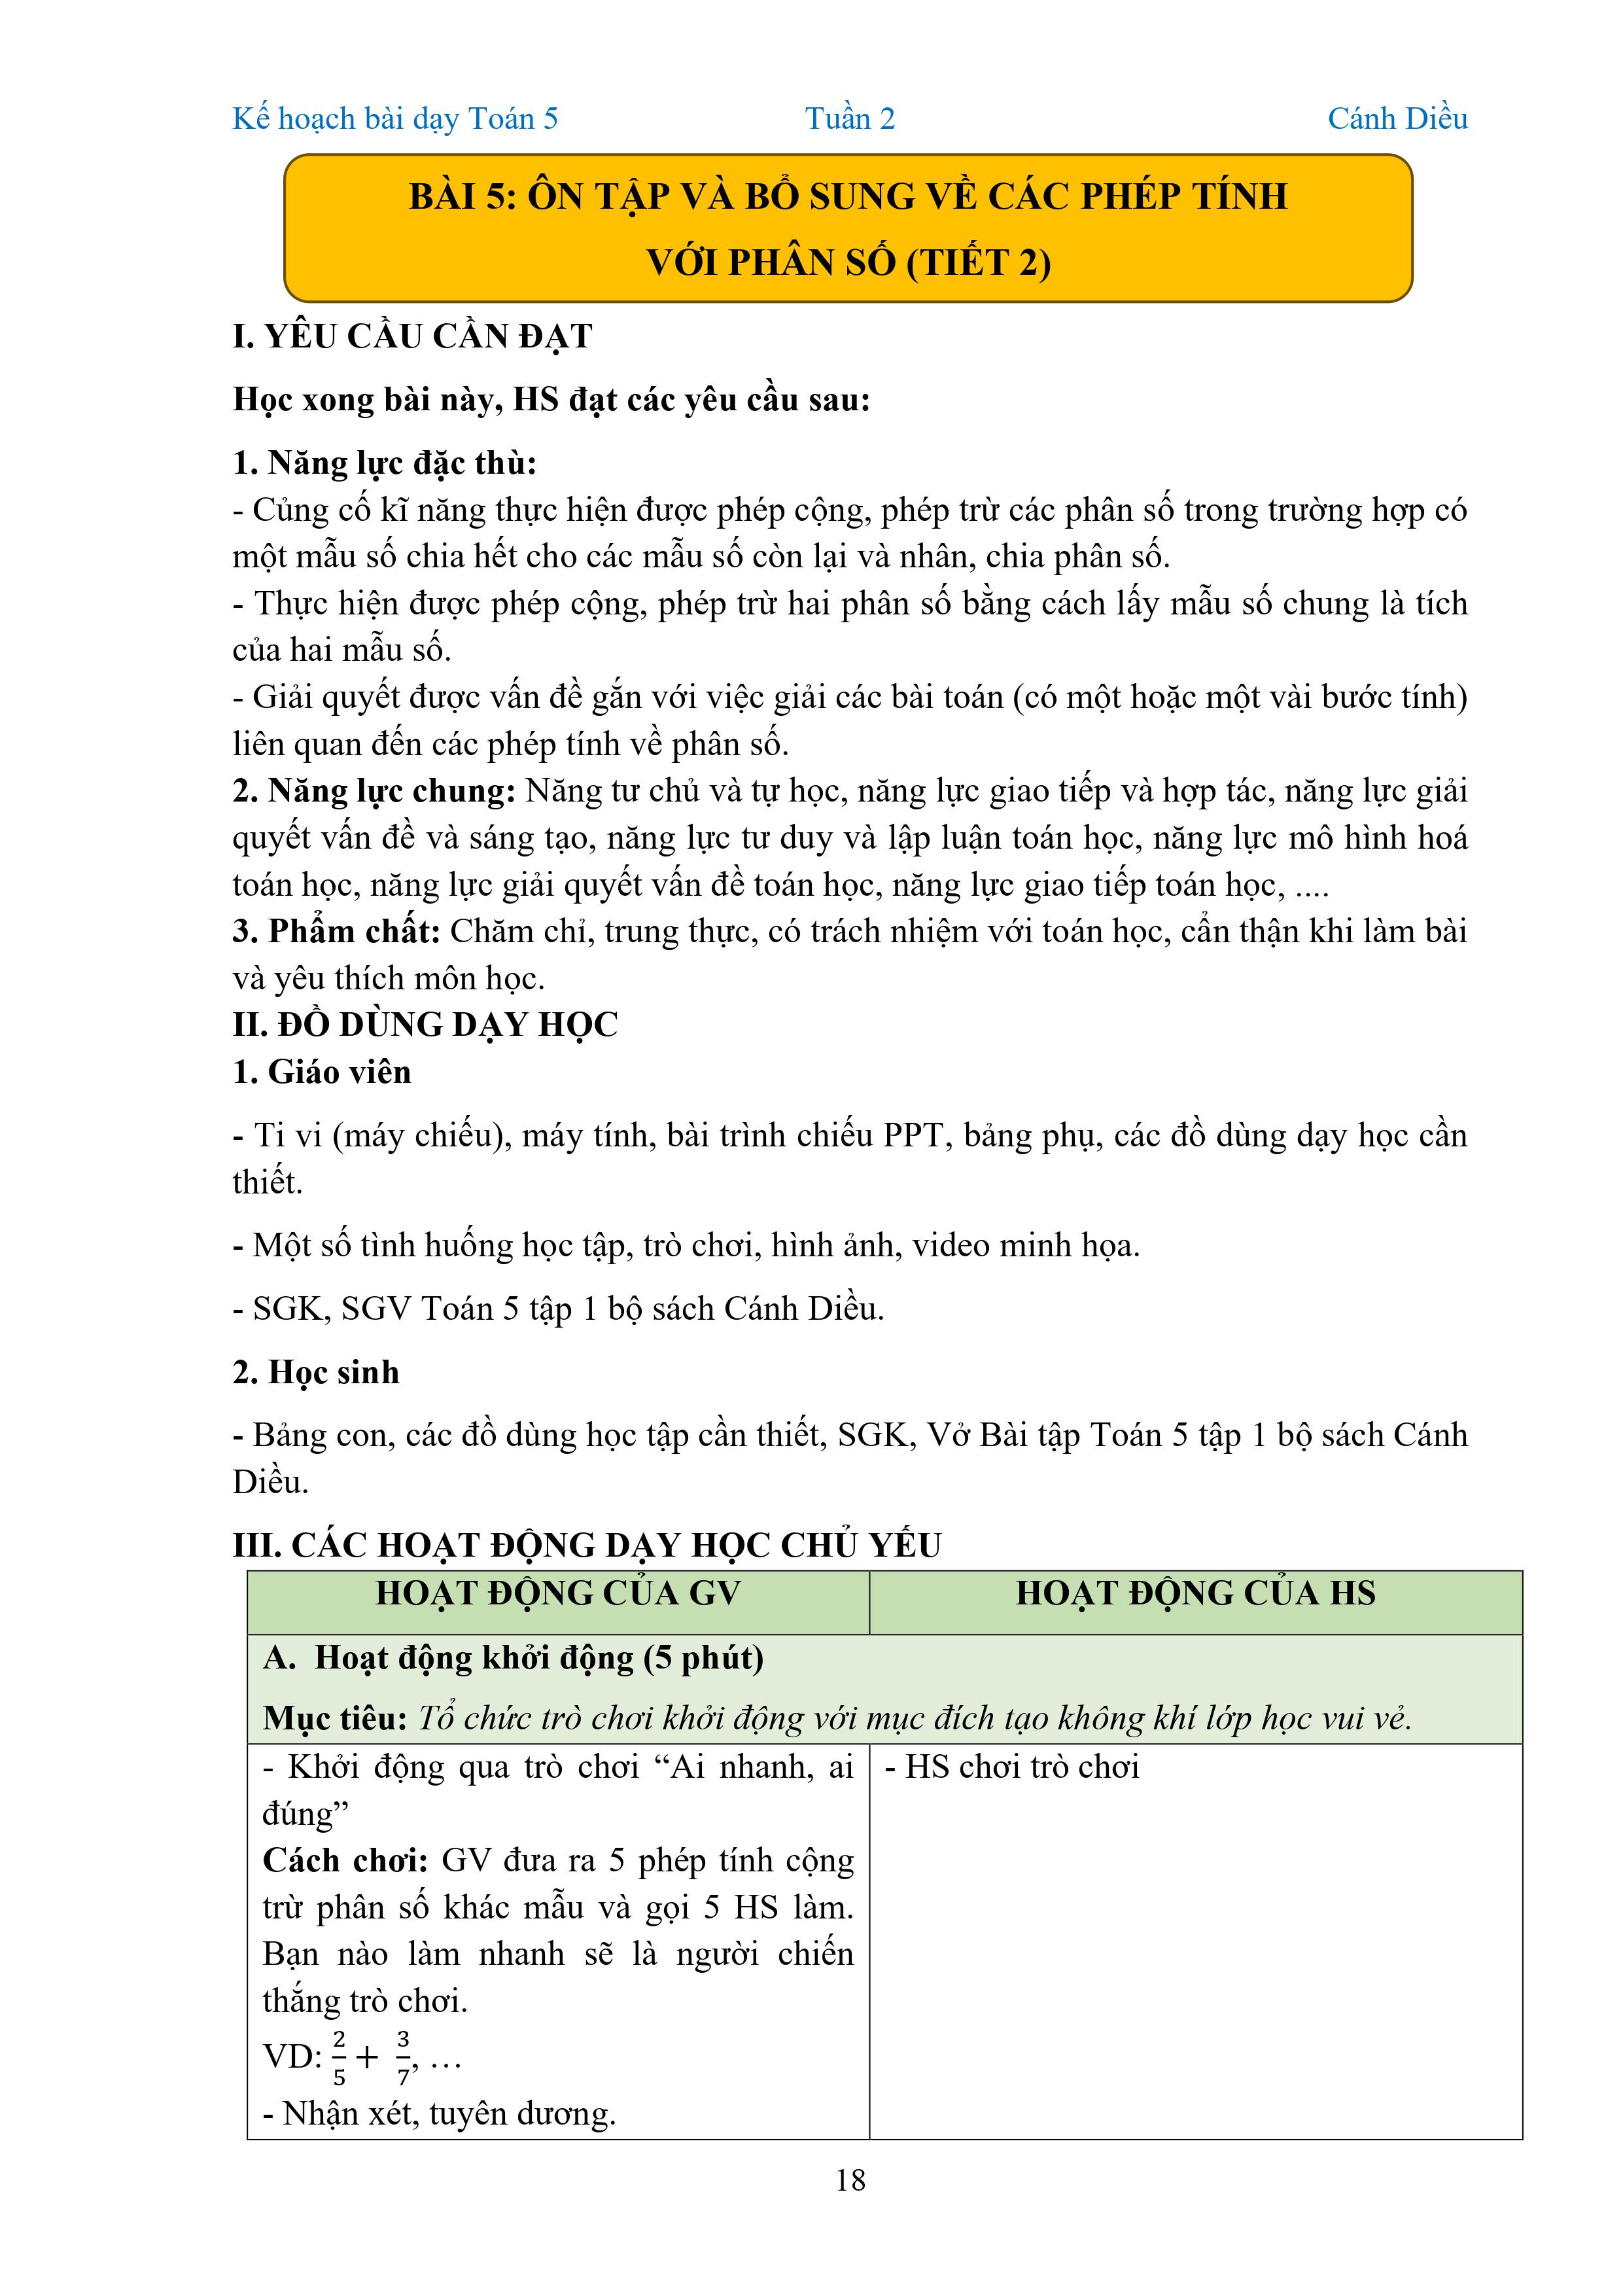 Kế hoạch bài dạy Toán 5 Tuần 2 Cánh Diều
BÀI 5: ÔN TẬP VÀ BỔ SUNG VỀ CÁC PHÉP TÍNH
VỚI PHÂN SỐ (TIẾT 2)
I. YÊU CẦU CẦN ĐẠT
Học xong bài này, HS đạt các yêu cầu sau:
1. Năng lực đặc thù:
- Củng cố kĩ năng thực hiện được phép cộng, phép trừ các phân số trong trường hợp có
một mẫu số chia hết cho các mẫu số còn lại và nhân, chia phân số.
- Thực hiện được phép cộng, phép trừ hai phân số bằng cách lấy mẫu số chung là tích
của hai mẫu số.
- Giải quyết được vấn đề gắn với việc giải các bài toán (có một hoặc một vài bước tính)
liên quan đến các phép tính về phân số.
2. Năng lực chung: Năng tư chủ và tự học, năng lực giao tiếp và hợp tác, năng lực giải
quyết vấn đề và sáng tạo, năng lực tư duy và lập luận toán học, năng lực mô hình hoá
toán học, năng lực giải quyết vấn đề toán học, năng lực giao tiếp toán học, ....
3. Phẩm chất: Chăm chỉ, trung thực, có trách nhiệm với toán học, cẩn thận khi làm bài
và yêu thích môn học.
II. ĐỒ DÙNG DẠY HỌC
1. Giáo viên
- Ti vi (máy chiếu), máy tính, bài trình chiếu PPT, bảng phụ, các đồ dùng dạy học cần
thiết.
- Một số tình huống học tập, trò chơi, hình ảnh, video minh họa.
- SGK, SGV Toán 5 tập 1 bộ sách Cánh Diều.
2. Học sinh
- Bảng con, các đồ dùng học tập cần thiết, SGK, Vở Bài tập Toán 5 tập 1 bộ sách Cánh
Diều.
III. CÁC HOẠT ĐỘNG DẠY HỌC CHỦ YẾU
HOẠT ĐỘNG CỦA GV HOẠT ĐỘNG CỦA HS
A. Hoạt động khởi động (5 phút)
Mục tiêu: Tổ chức trò chơi khởi động với mục đích tạo không khí lớp học vui vẻ.
- Khởi động qua trò chơi “Ai nhanh, ai
đúng”
Cách chơi: GV đưa ra 5 phép tính cộng
trừ phân số khác mẫu và gọi 5 HS làm.
Bạn nào làm nhanh sẽ là người chiến
thắng trò chơi.
VD: 2/5 + 3/7, …
- Nhận xét, tuyên dương.
- HS chơi trò chơi
18